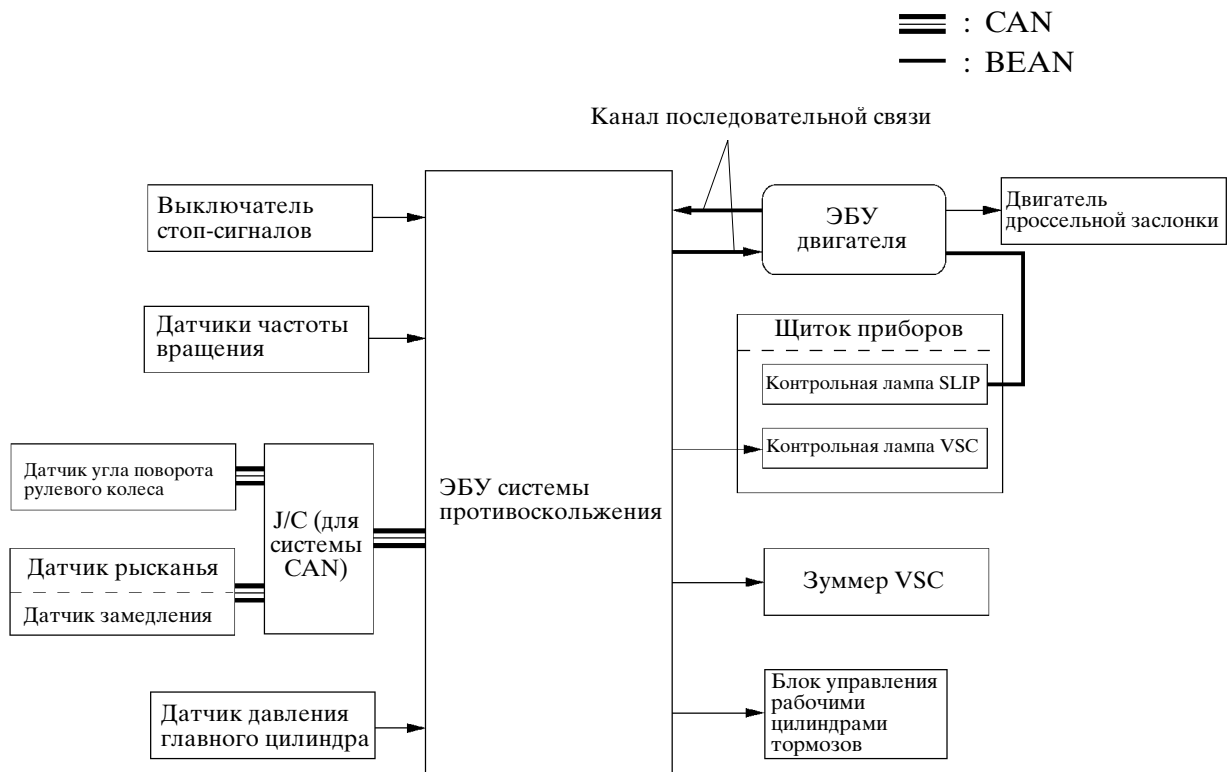 : CAN
: BEAN
Канал последовательной связи
Выключатель
стоп-сигналов
ЭБУ
двигателя
Двигатель
дроссельной заслонки
Датчики частоты
вращения
Щиток приборов
Контрольная лампа SLIP
Контрольная лампа VSC
Датчик угла поворота
рулевого колеса
J/C (для
системы
CAN)
ЭБУ системы
противоскольжения
Датчик рысканья
Датчик замедления
Зуммер VSC
Датчик давления
главного цилиндра
Блок управления
рабочими
цилиндрами
тормозов